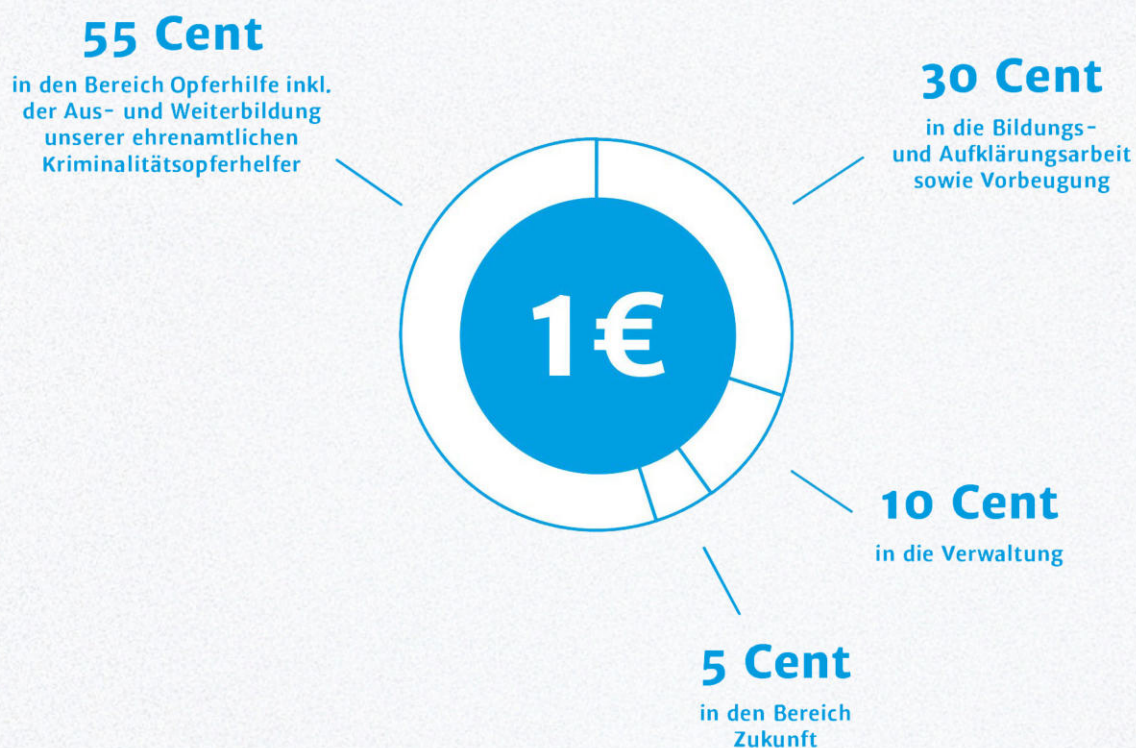 55 Cent
in den Bereich Opferhilfe inkl.
der Aus- und Weiterbildung
unserer ehrenamtlichen
Kriminalitätsopferhelfer
30 Cent
in die Bildungs-
und Aufklärungsarbeit
sowie Vorbeugung
1€
10 Cent
in die Verwaltung
5 Cent
in den Bereich
Zukunft